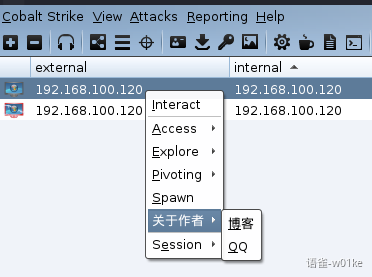 Cobalt Strike View Attacks Reporting Help
external internal
192.168.100.120 192.168.100.120
192.168.100.120 192.168.100.120
Interact
Access
Explore
Pivoting
Spawn
关于作者
博客
Session
QQ
语雀-w01ke